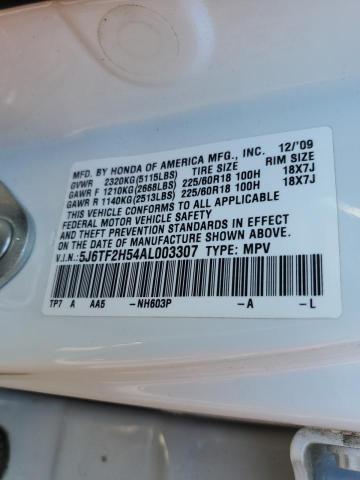 MFD. BY HONDA OF AMERICA MFG., INC. 12/'09
GVWR 2320KG(5115LBS) TIRE SIZE RIM SIZE
GAWR F 1210KG(2668LBS) 225/60R18 100H 18X7J
GAWR R 1140KG(2513LBS) 225/60R18 100H 18X7J
THIS VEHICLE CONFORMS TO ALL APPLICABLE
FEDERAL MOTOR VEHICLE SAFETY
AND THEFT PREVENTION STANDARDS IN EFFECT
ON THE DATE OF MANUFACTURE SHOWN ABOVE.
V.I.N.:5J6TF2H54AL003307 TYPE: MPV
TP7 A AA5- -NH603P -A -L